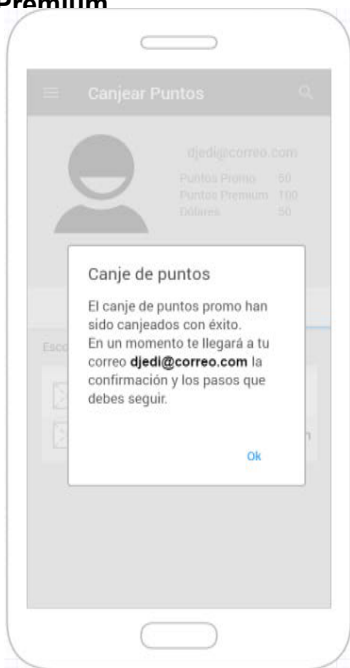 Premium
Canjear Puntos
djedi@correo.com
Puntos Promo 50
Puntos Premium 100
Dólares 50
Canje de puntos
El canje de puntos promo han
sido canjeados con éxito.
En un momento te llegará a tu
correo djedi@correo.com la
confirmación y los pasos que
debes seguir.
Ok